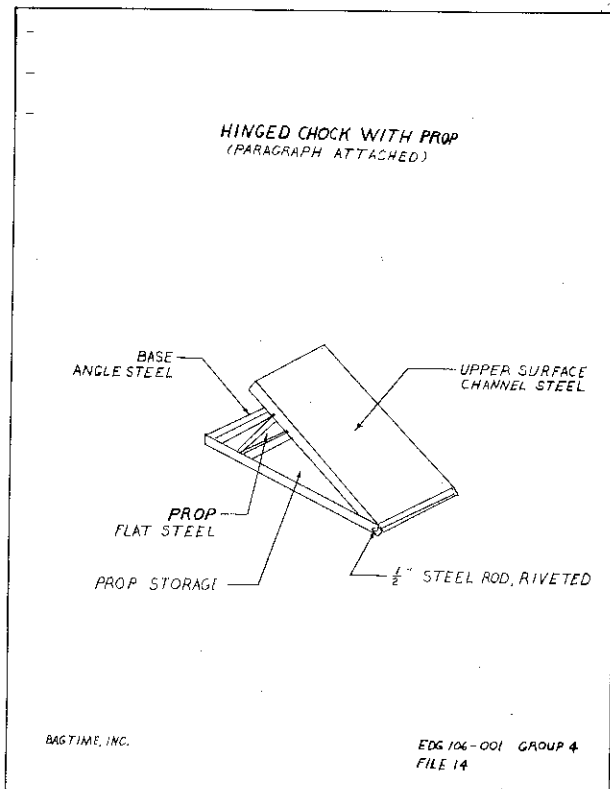 HINGED CHOCK WITH PROP
(PARAGRAPH ATTACHED)
BASE
ANGLE STEEL
UPPER SURFACE
CHANNEL STEEL
PROP
FLAT STEEL
PROP STORAGE
1/2" STEEL ROD, RIVETED
BAGTIME, INC.
EDG 106-001 GROUP 4
FILE 14